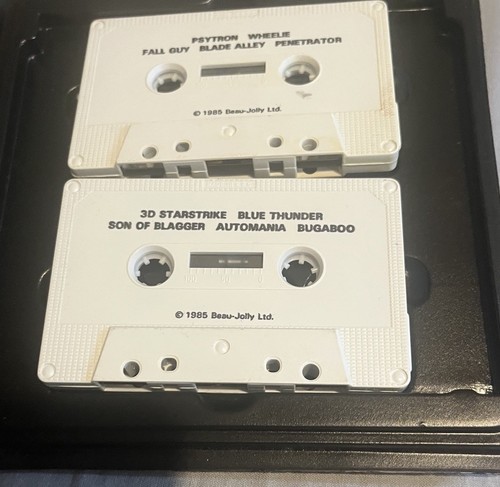 PSYTRON WHEELIE
FALL GUY BLADE ALLEY PENETRATOR
© 1985 Beau-Jolly Ltd.
3D STARSTRIKE BLUE THUNDER
SON OF BLAGGER AUTOMANIA BUGABOO
© 1985 Beau-Jolly Ltd.